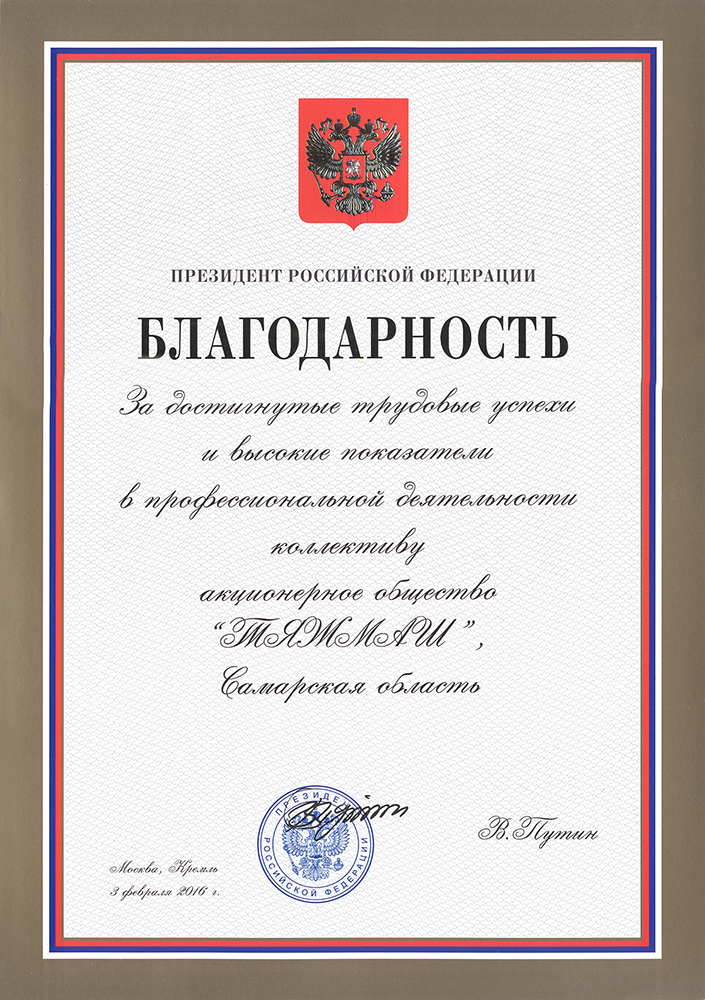 ПРЕЗИДЕНТ РОССИЙСКОЙ ФЕДЕРАЦИИ
БЛАГОДАРНОСТЬ
За достигнутые трудовые успехи
и высокие показатели
в профессиональной деятельности
коллективу
акционерное общество
“ТЯЖМАШ”,
Самарская область
ПРЕЗИДЕНТ
РОССИЙСКОЙ ФЕДЕРАЦИИ
В.Путин
Москва, Кремль
3 февраля 2016 г.